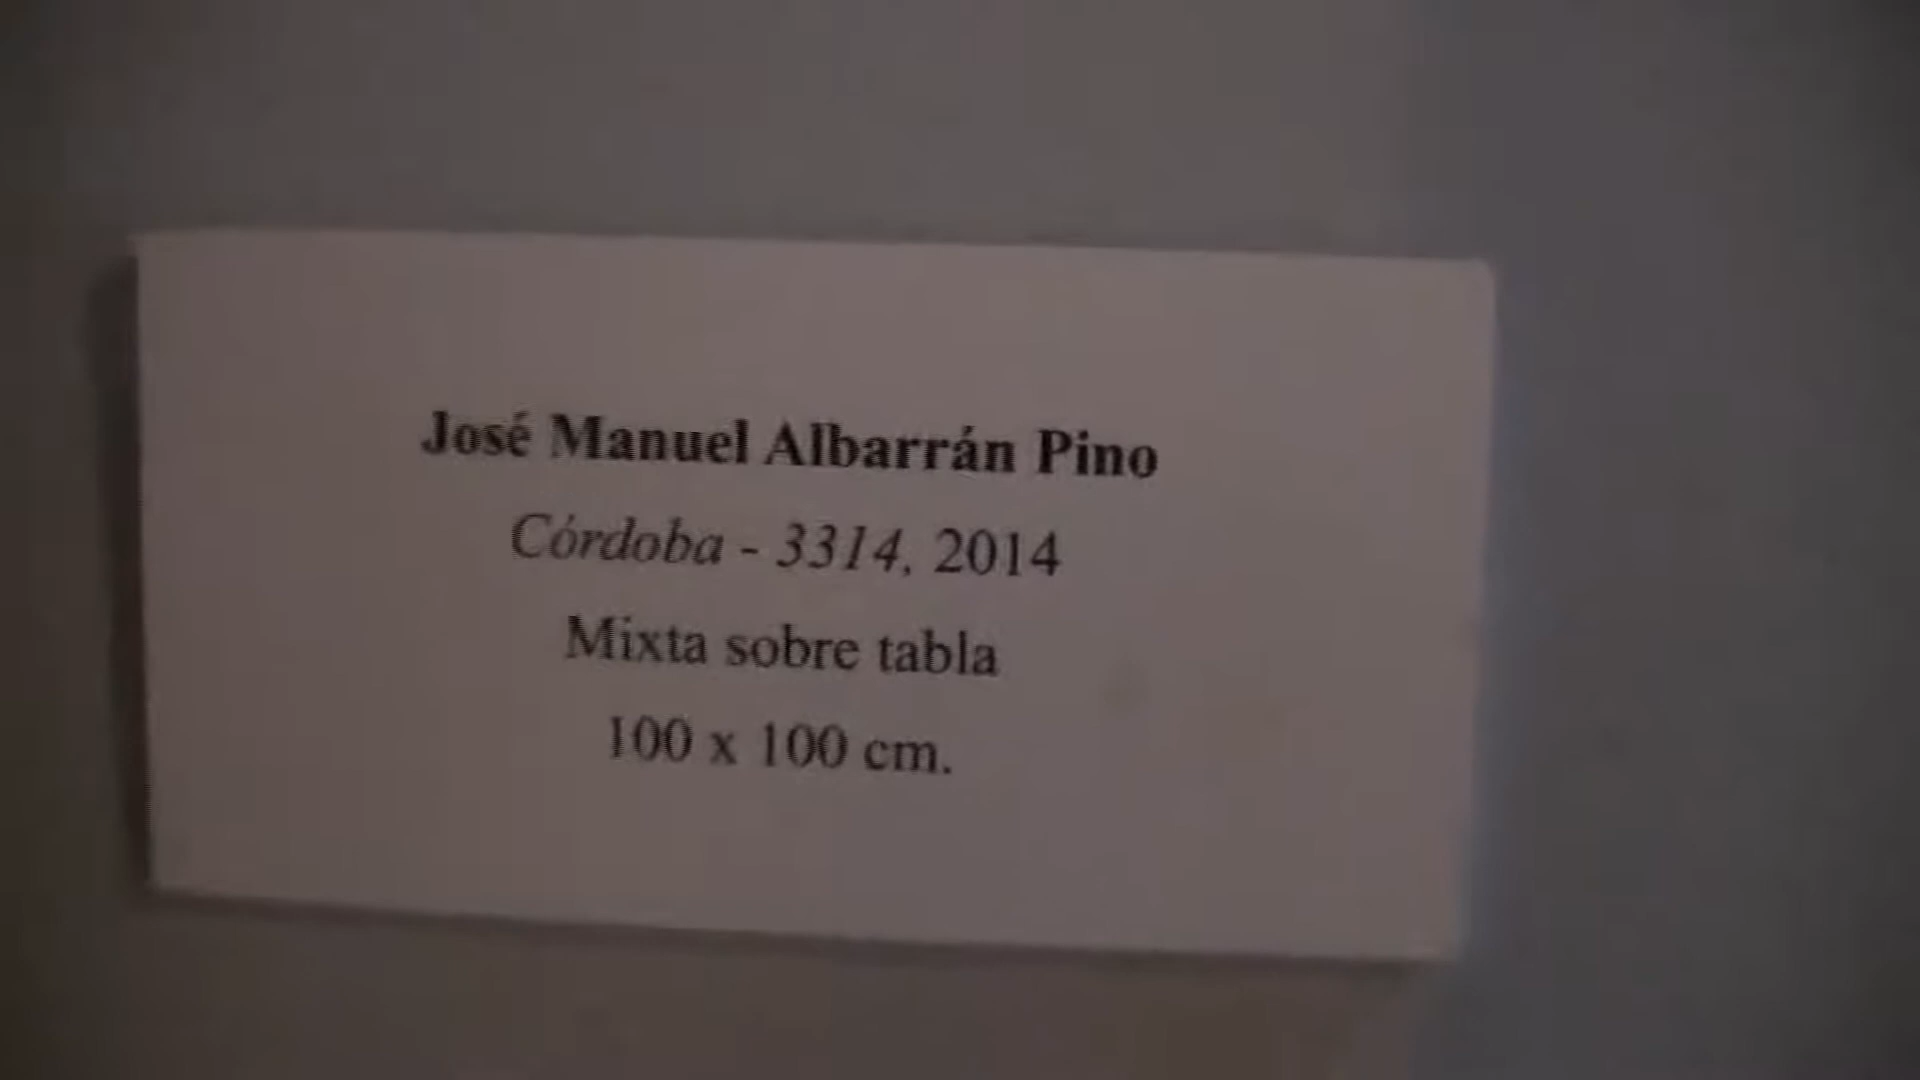 José Manuel Albarrán Pino
Córdoba - 3314, 2014
Mixta sobre tabla
100 x 100 cm.